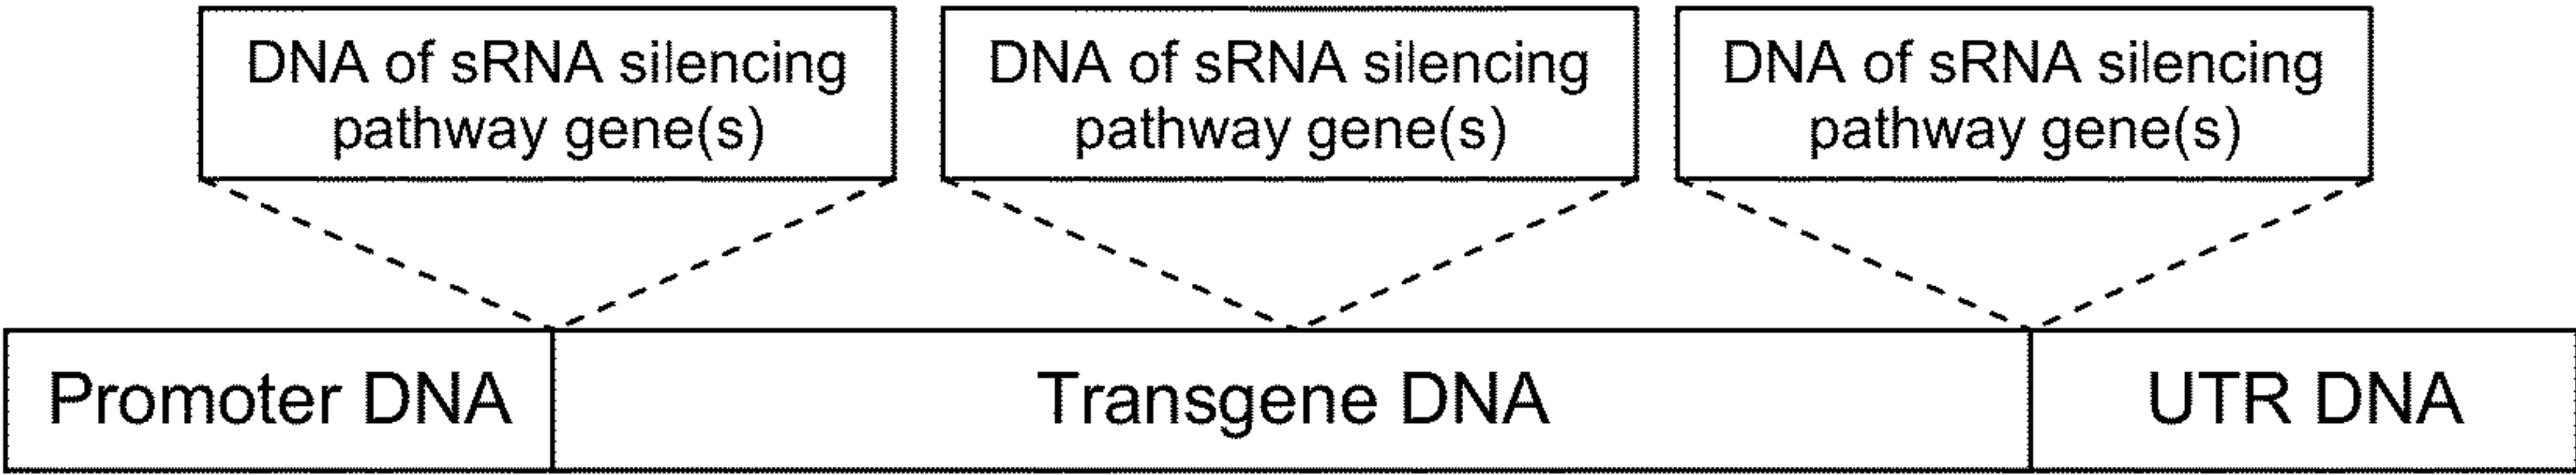 DNA of sRNA silencing
pathway gene(s)
DNA of sRNA silencing
pathway gene(s)
DNA of sRNA silencing
pathway gene(s)
Promoter DNA
Transgene DNA
UTR DNA